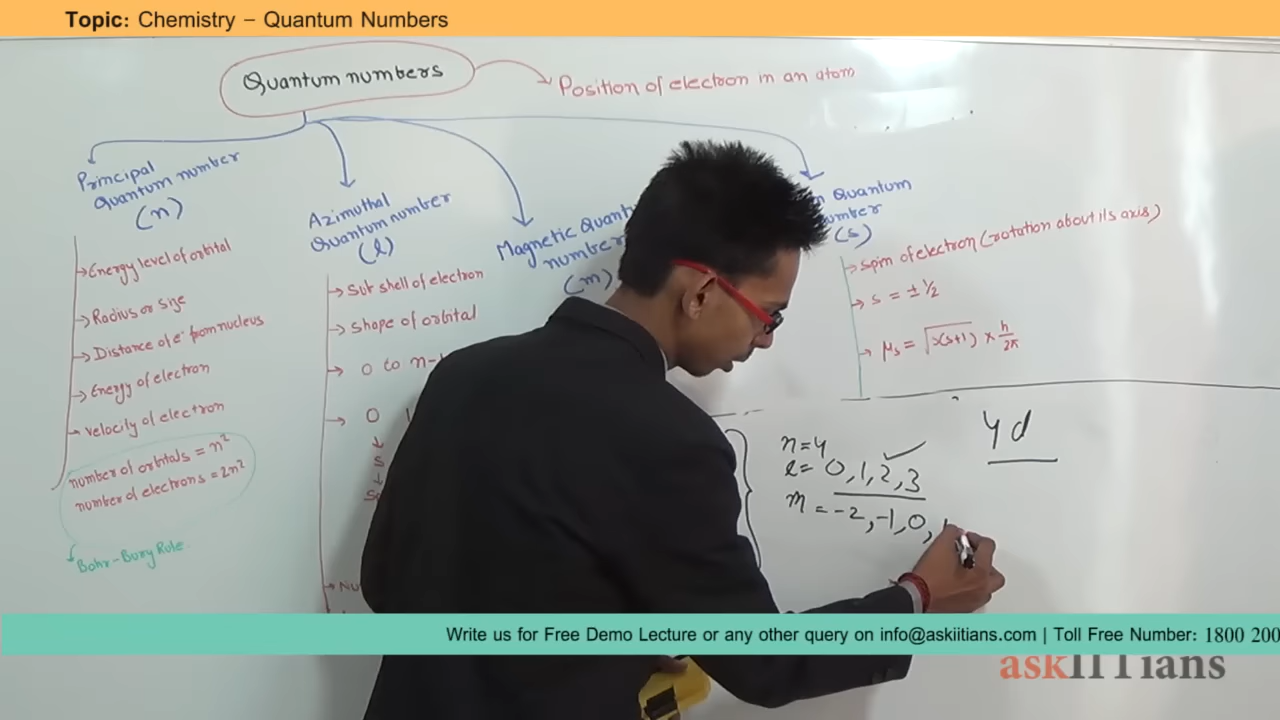 Topic: Chemistry – Quantum Numbers
Quantum numbers
Position of electron in an atom
Principal
Quantum number
(n)
→ Energy level of orbital
→ Radius or size
→ Distance of e⁻ from nucleus
→ Energy of electron
→ velocity of electron
number of orbitals = n²
number of electrons = 2n²
Bohr-Bury Rule
Azimuthal
Quantum number
(l)
→ Sub shell of electron
→ shape of orbital
→ 0 to n-
→ 0
↓
s
↓
Magnetic Quant
number
(m)
Quantum
umber
(s)
→ spin of electron (rotation about its axis)
→ s = ± 1/2
→ μs = √s(s+1) × h/2π
4d
n=4
l= 0, 1, 2, 3 ✓
m = -2, -1, 0,
Write us for Free Demo Lecture or any other query on info@askiitians.com | Toll Free Number: 1800 200
askIITians